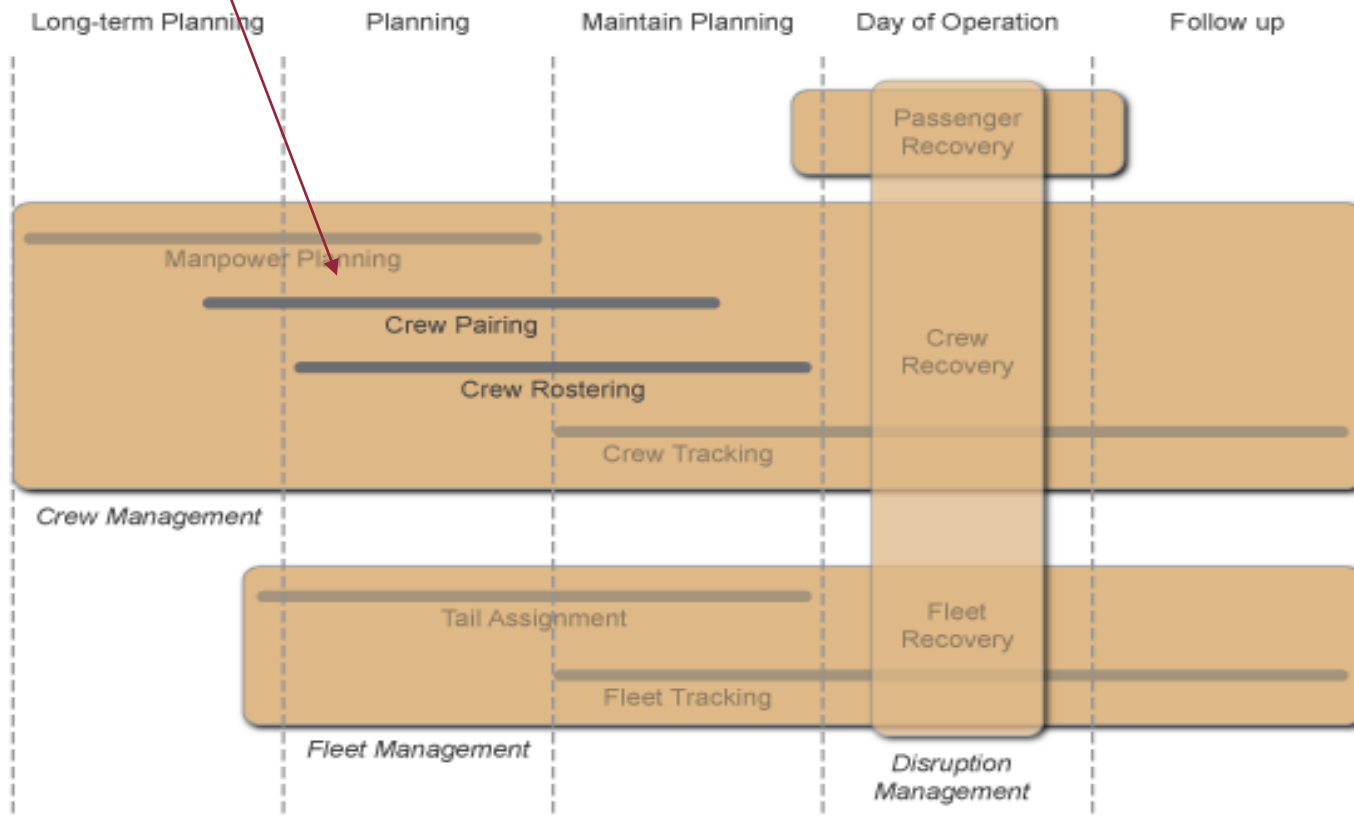 Long-term Planning
Planning
Maintain Planning
Day of Operation
Follow up
Passenger
Recovery
Manpower Planning
Crew Pairing
Crew
Recovery
Crew Rostering
Crew Tracking
Crew Management
Tail Assignment
Fleet
Recovery
Fleet Tracking
Fleet Management
Disruption
Management